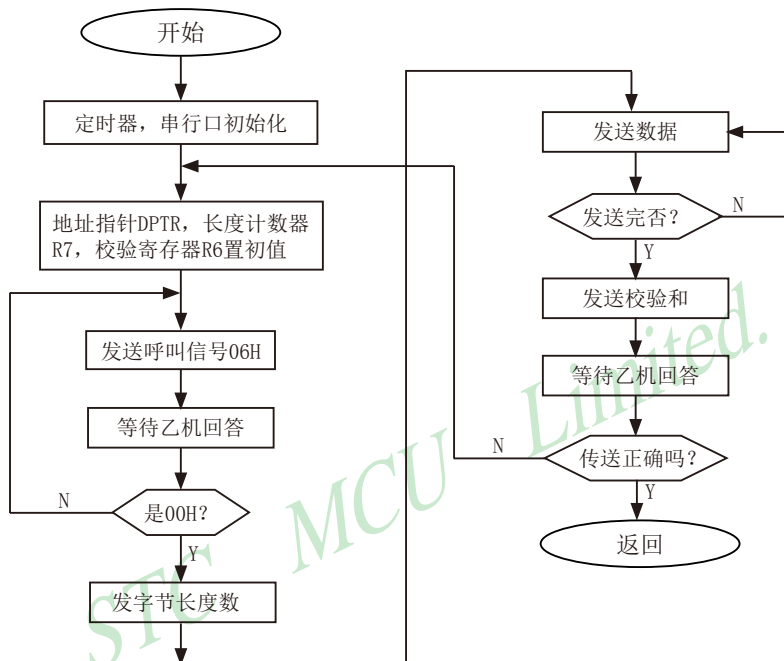 开始
定时器，串行口初始化
地址指针DPTR，长度计数器
R7，校验寄存器R6置初值
发送呼叫信号06H
等待乙机回答
是00H？
N
Y
发字节长度数
发送数据
发送完否？
N
Y
发送校验和
等待乙机回答
传送正确吗？
N
Y
返回
STC MCU Limited.